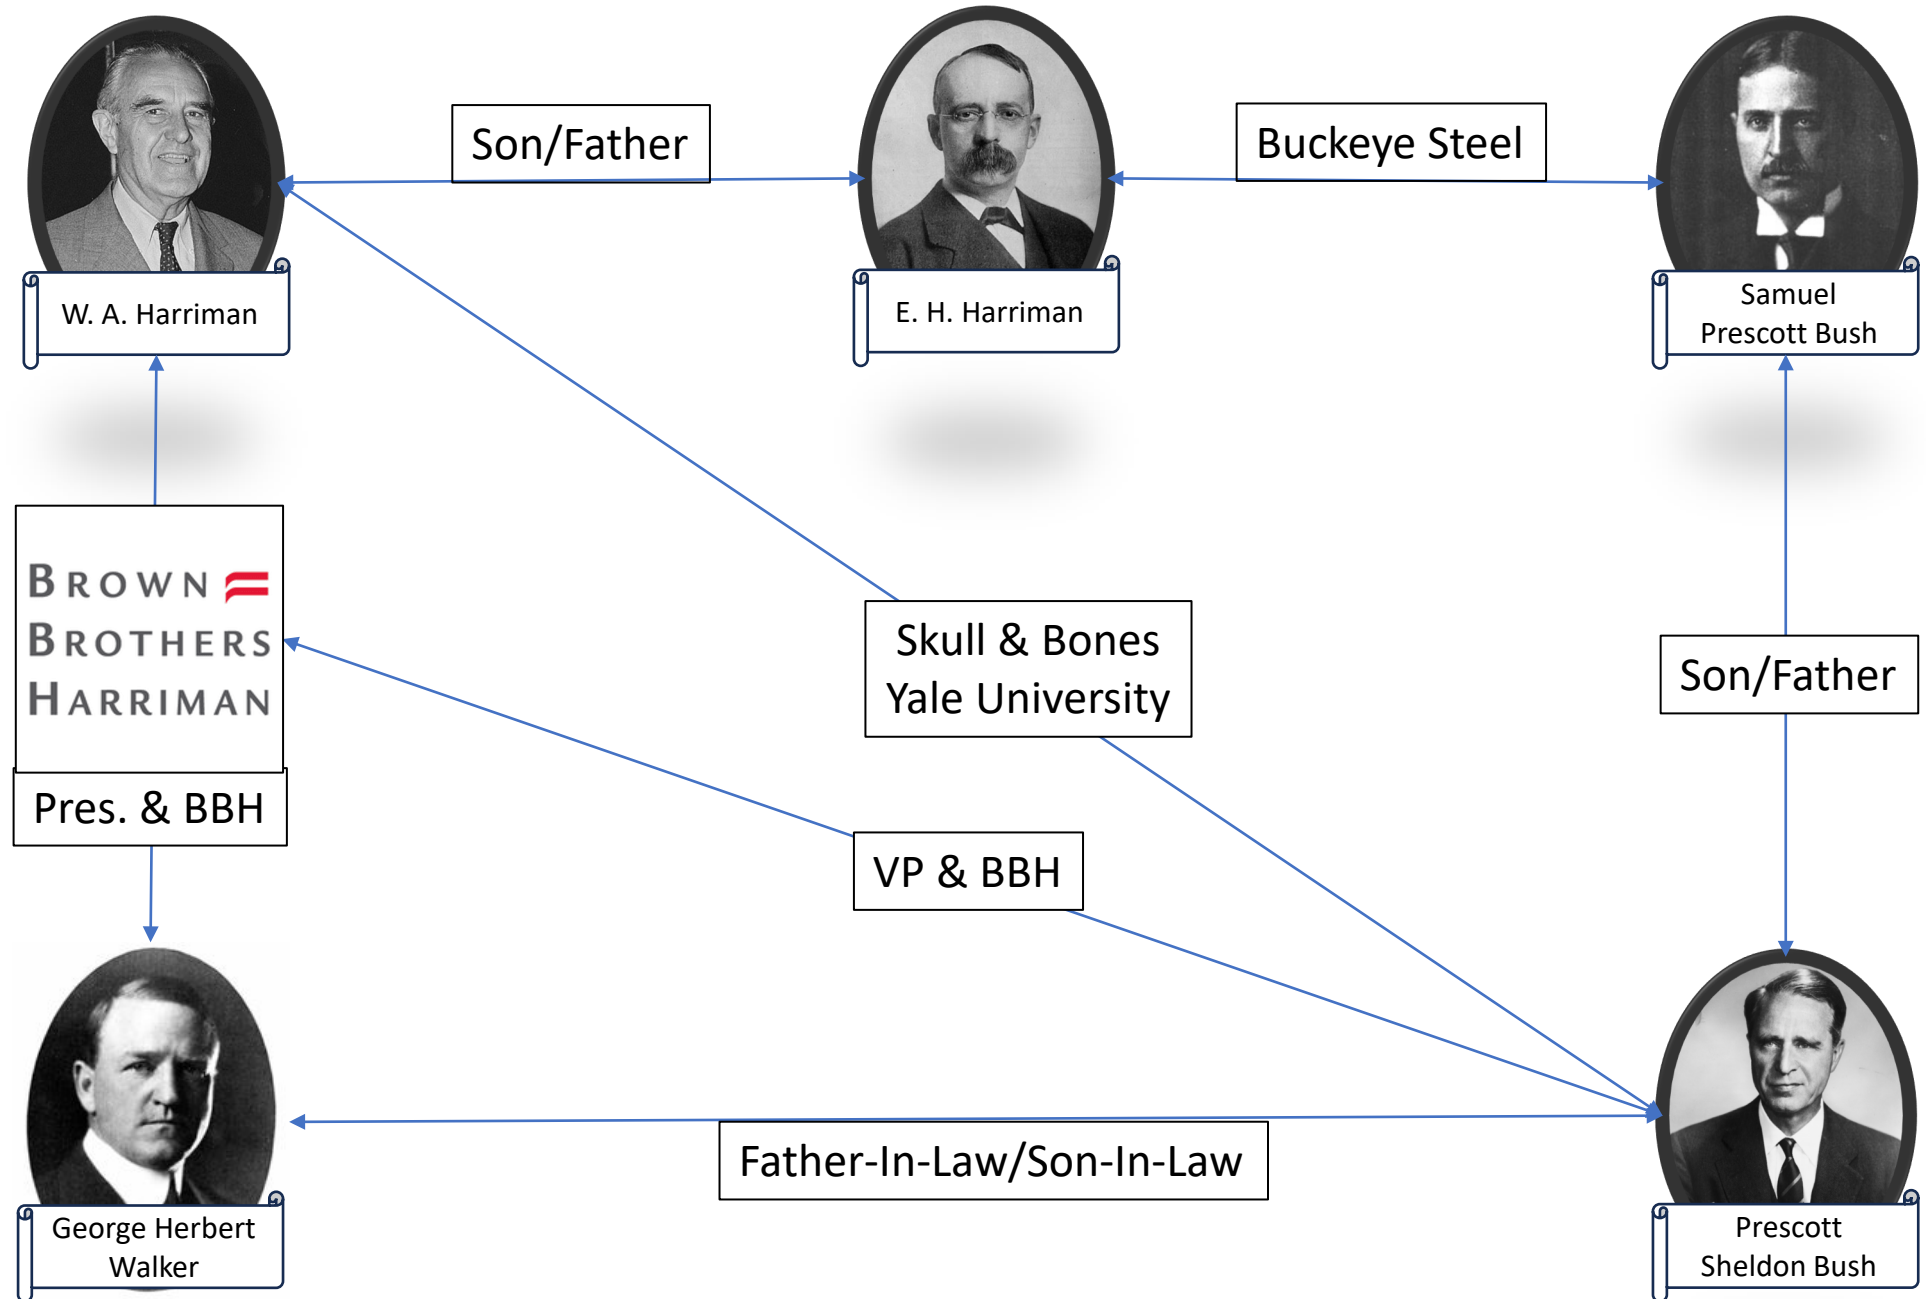 Son/Father
Buckeye Steel
W. A. Harriman
E. H. Harriman
Samuel
Prescott Bush
BROWN
BROTHERS
HARRIMAN
Pres. & BBH
Skull & Bones
Yale University
Son/Father
VP & BBH
Father-In-Law/Son-In-Law
George Herbert
Walker
Prescott
Sheldon Bush